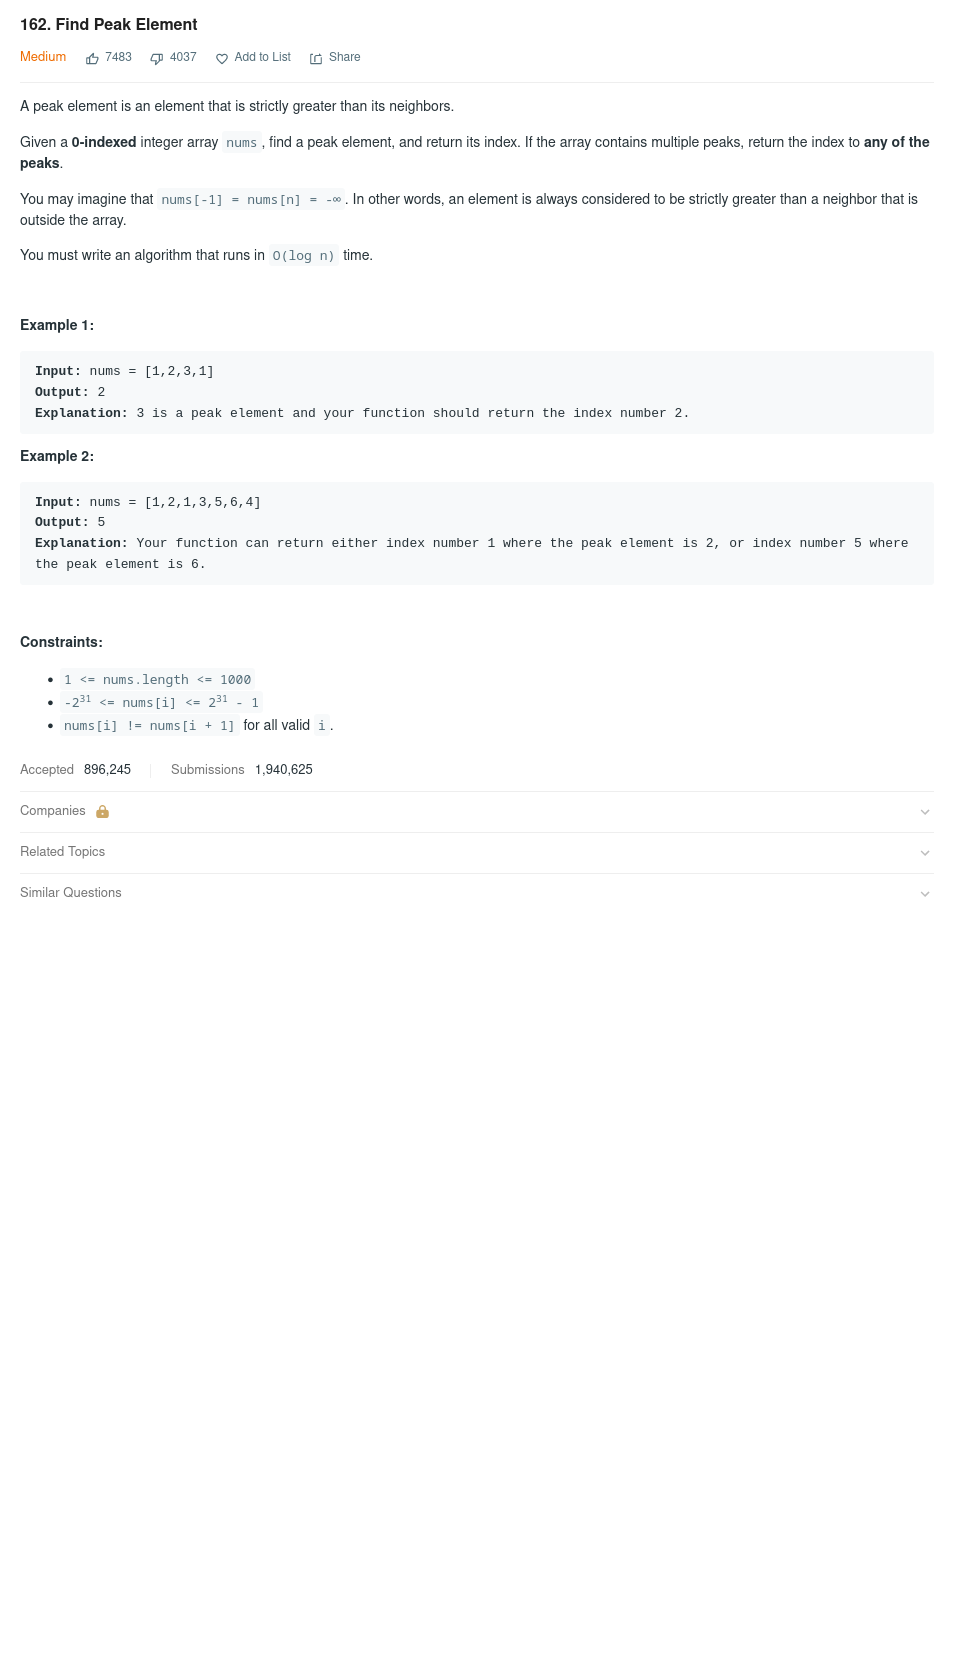 162. Find Peak Element
Medium 7483 4037 Add to List Share
A peak element is an element that is strictly greater than its neighbors.
Given a 0-indexed integer array nums, find a peak element, and return its index. If the array contains multiple peaks, return the index to any of the
peaks.
You may imagine that nums[-1] = nums[n] = -∞. In other words, an element is always considered to be strictly greater than a neighbor that is
outside the array.
You must write an algorithm that runs in O(log n) time.
Example 1:
Input: nums = [1,2,3,1]
Output: 2
Explanation: 3 is a peak element and your function should return the index number 2.
Example 2:
Input: nums = [1,2,1,3,5,6,4]
Output: 5
Explanation: Your function can return either index number 1 where the peak element is 2, or index number 5 where
the peak element is 6.
Constraints:
• 1 <= nums.length <= 1000
• -2³¹ <= nums[i] <= 2³¹ - 1
• nums[i] != nums[i + 1] for all valid i.
Accepted 896,245 Submissions 1,940,625
Companies
Related Topics
Similar Questions